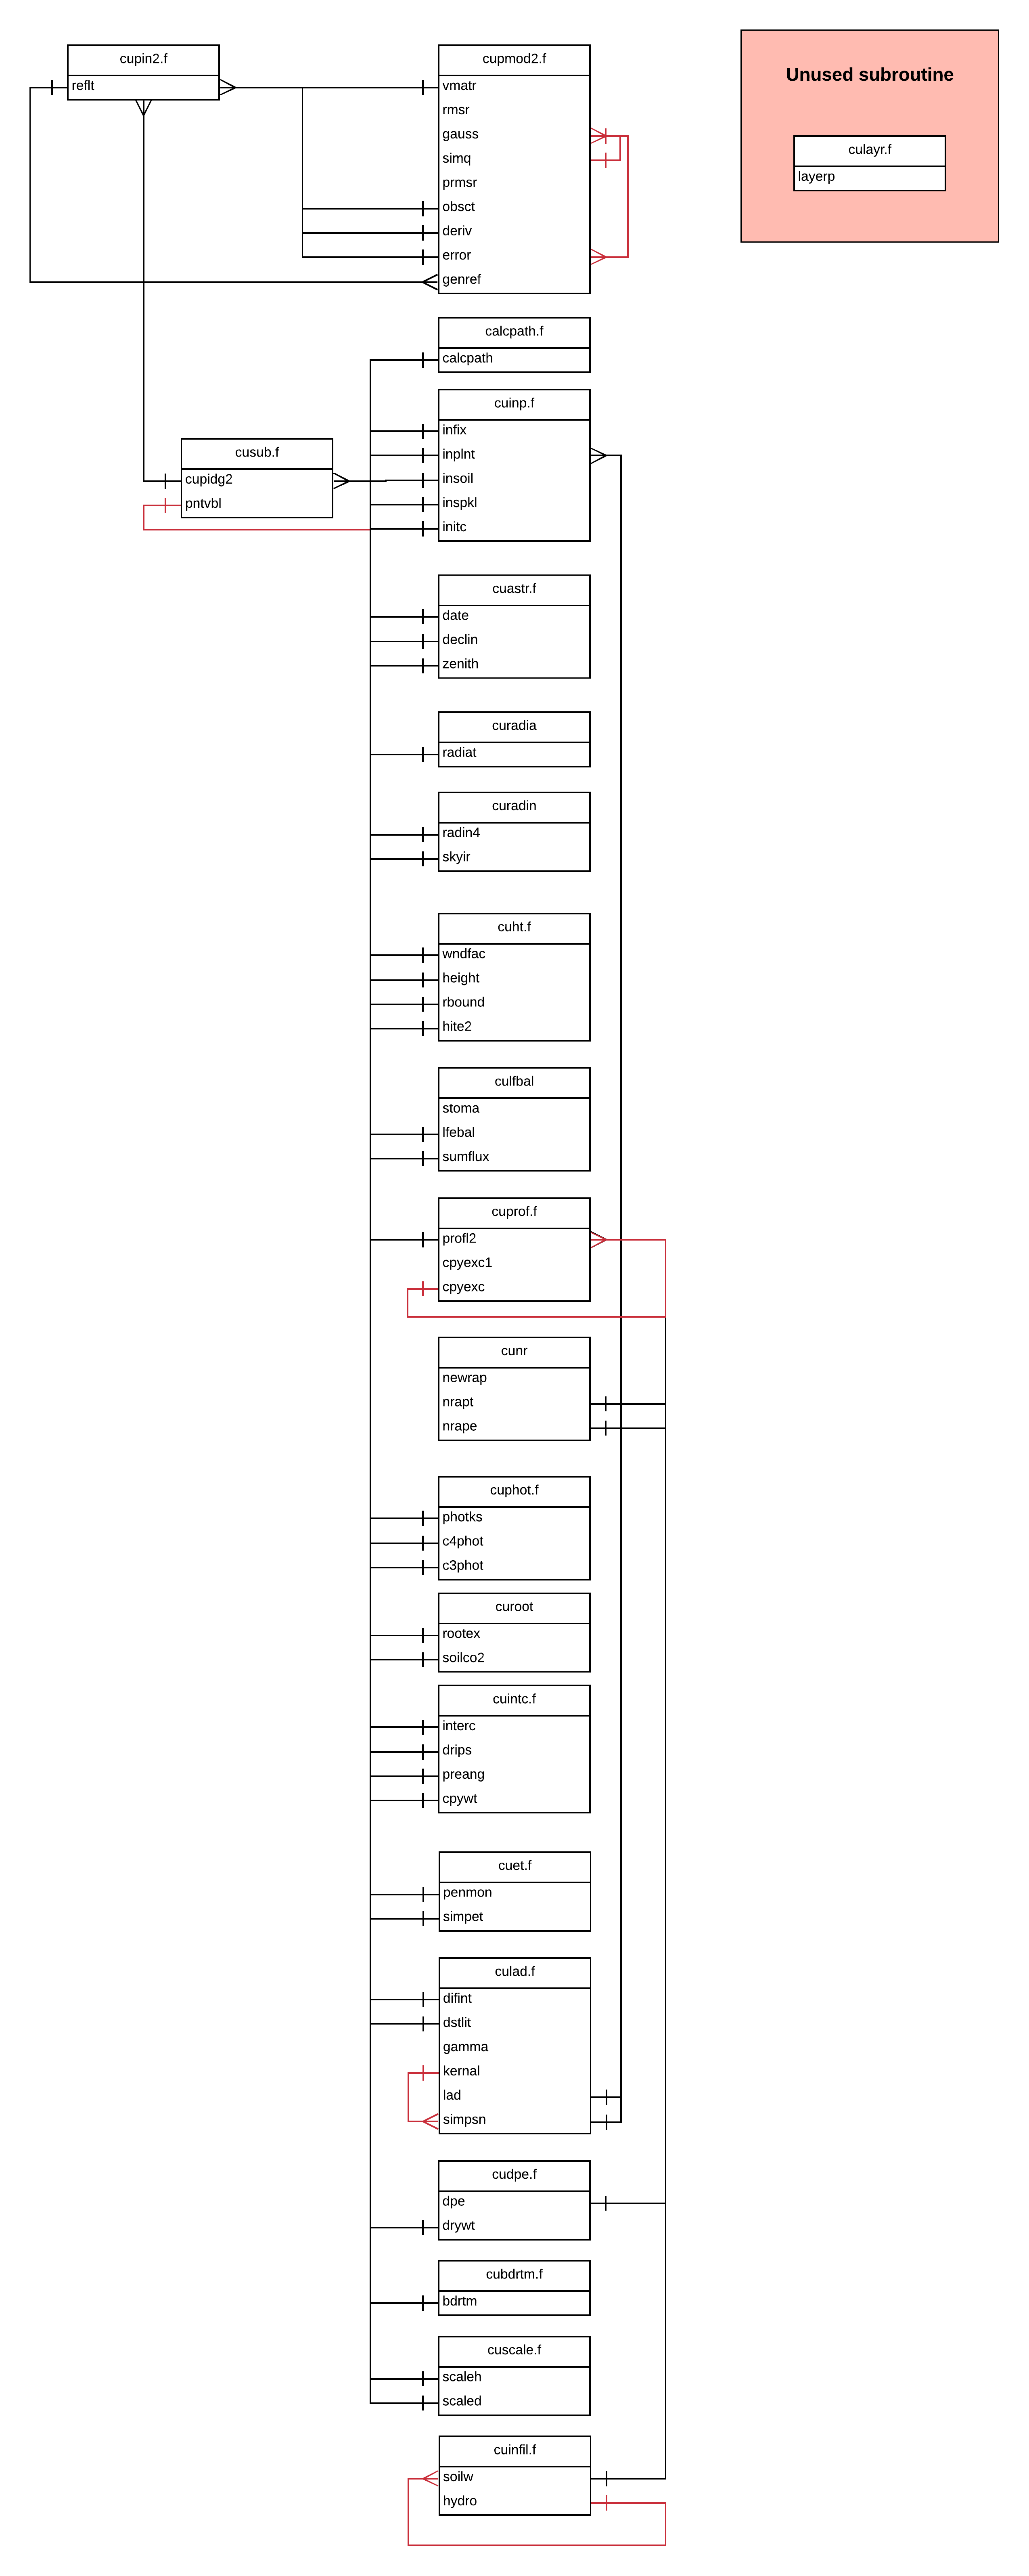 cupin2.f
reflt
cupmod2.f
vmatr
rmsr
gauss
simq
prmsr
obsct
deriv
error
genref
Unused subroutine
culayr.f
layerp
calcpath.f
calcpath
cuinp.f
infix
inplnt
insoil
inspkl
initc
cusub.f
cupidg2
pntvbl
cuastr.f
date
declin
zenith
curadia
radiat
curadin
radin4
skyir
cuht.f
wndfac
height
rbound
hite2
culfbal
stoma
lfebal
sumflux
cuprof.f
profl2
cpyexc1
cpyexc
cunr
newrap
nrapt
nrape
cuphot.f
photks
c4phot
c3phot
curoot
rootex
soilco2
cuintc.f
interc
drips
preang
cpywt
cuet.f
penmon
simpet
culad.f
difint
dstlit
gamma
kernal
lad
simpsn
cudpe.f
dpe
drywt
cubdrtm.f
bdrtm
cuscale.f
scaleh
scaled
cuinfil.f
soilw
hydro